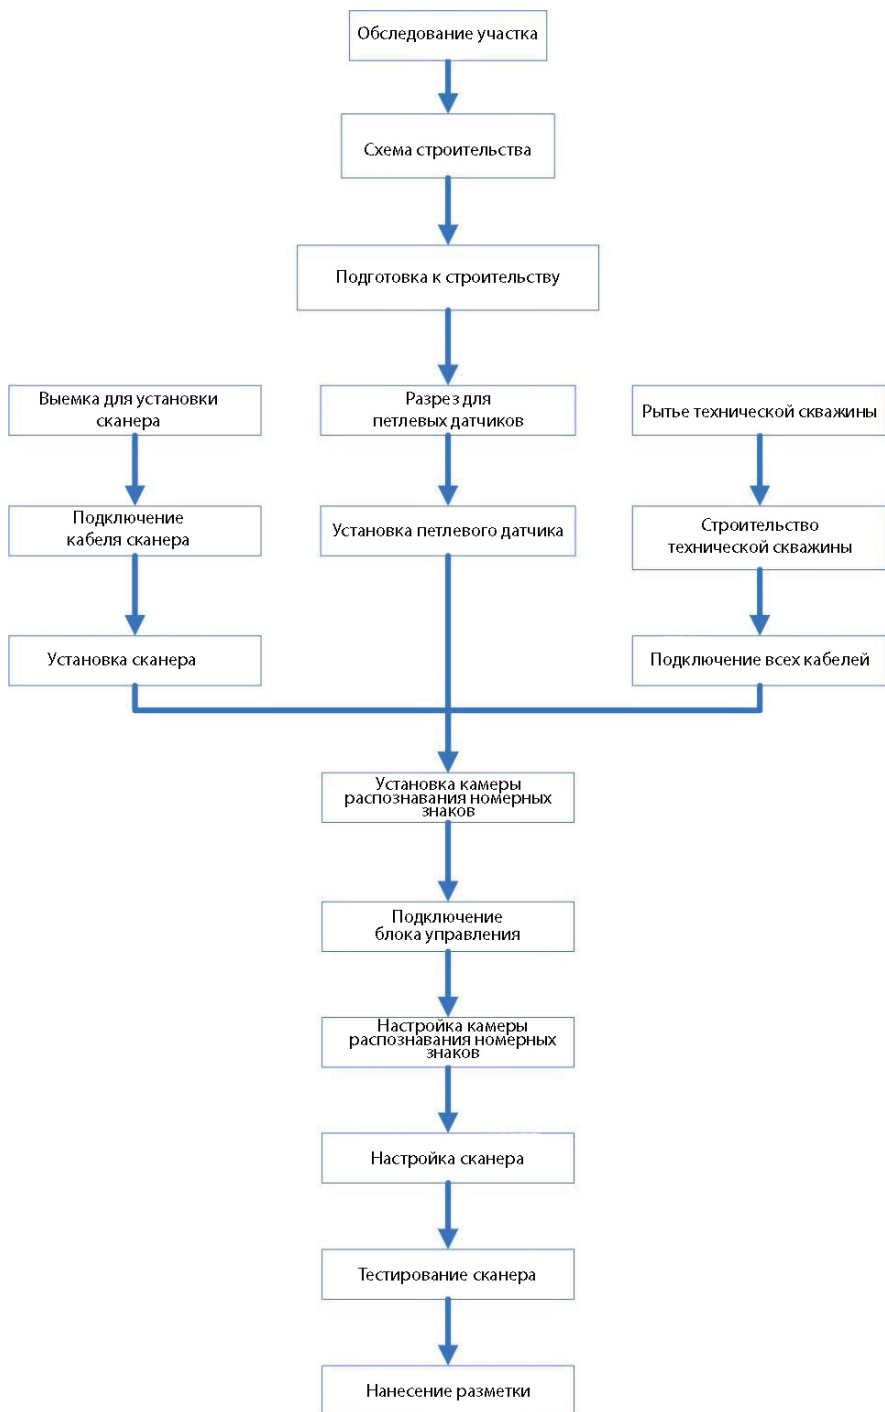 Обследование участка
Схема строительства
Подготовка к строительству
Выемка для установки
сканера
Разрез для
петлевых датчиков
Рытье технической скважины
Подключение
кабеля сканера
Установка петлевого датчика
Строительство
технической скважины
Установка сканера
Подключение всех кабелей
Установка камеры
распознавания номерных
знаков
Подключение
блока управления
Настройка камеры
распознавания номерных
знаков
Настройка сканера
Тестирование сканера
Нанесение разметки